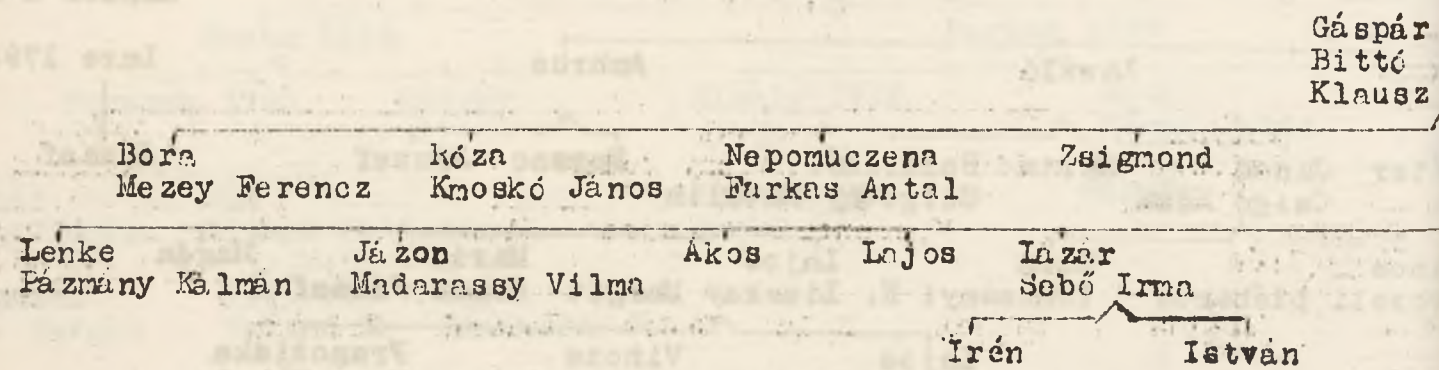 Gáspár
Bittó
Klausz
Bora Róza Nepomuczena Zsigmond
Mezey Ferencz Kmoskó János Farkas Antal
Lenke Jázon Ákos Lajos Lázár
Pázmány Kálmán Madarassy Vilma Sebő Irma
Irén István